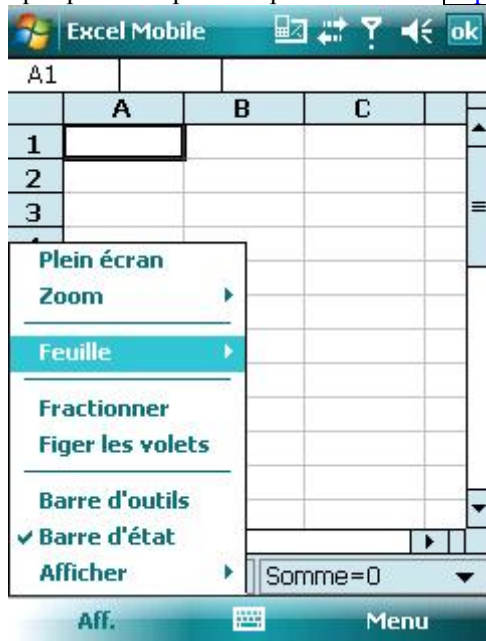 Excel Mobile ok
A1
A B C
1
2
3
Plein écran
Zoom
Feuille
Fractionner
Figer les volets
Barre d'outils
Barre d'état
Afficher
Somme=0
Aff. Menu